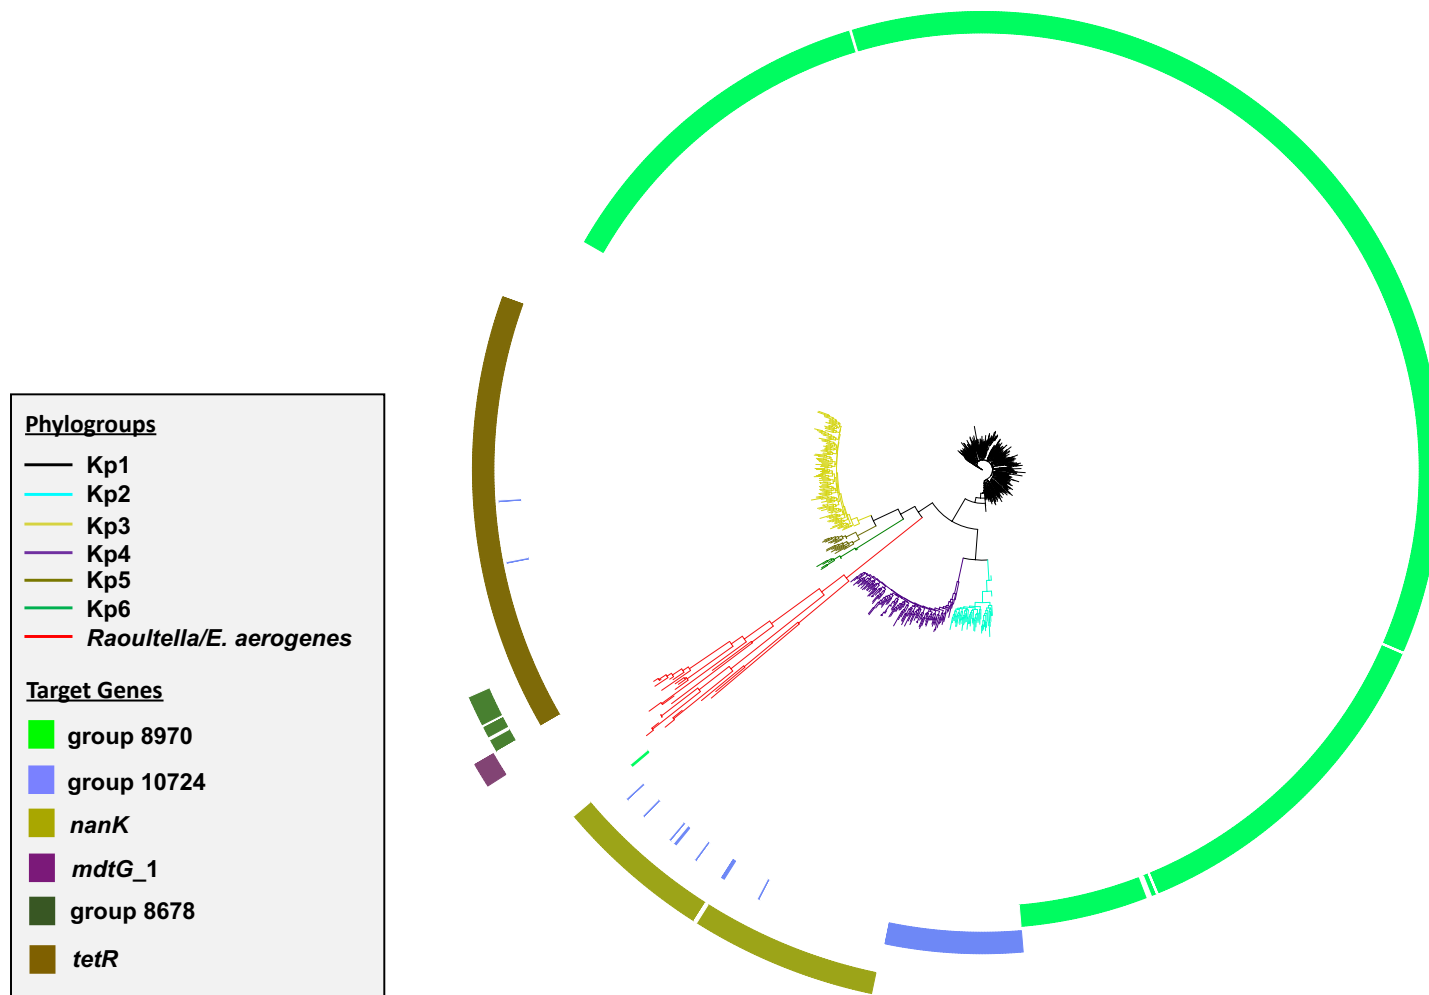 Phylogroups
Kp1
Kp2
Kp3
Kp4
Kp5
Kp6
Raoultella/E. aerogenes
Target Genes
group 8970
group 10724
nanK
mdtG_1
group 8678
tetR